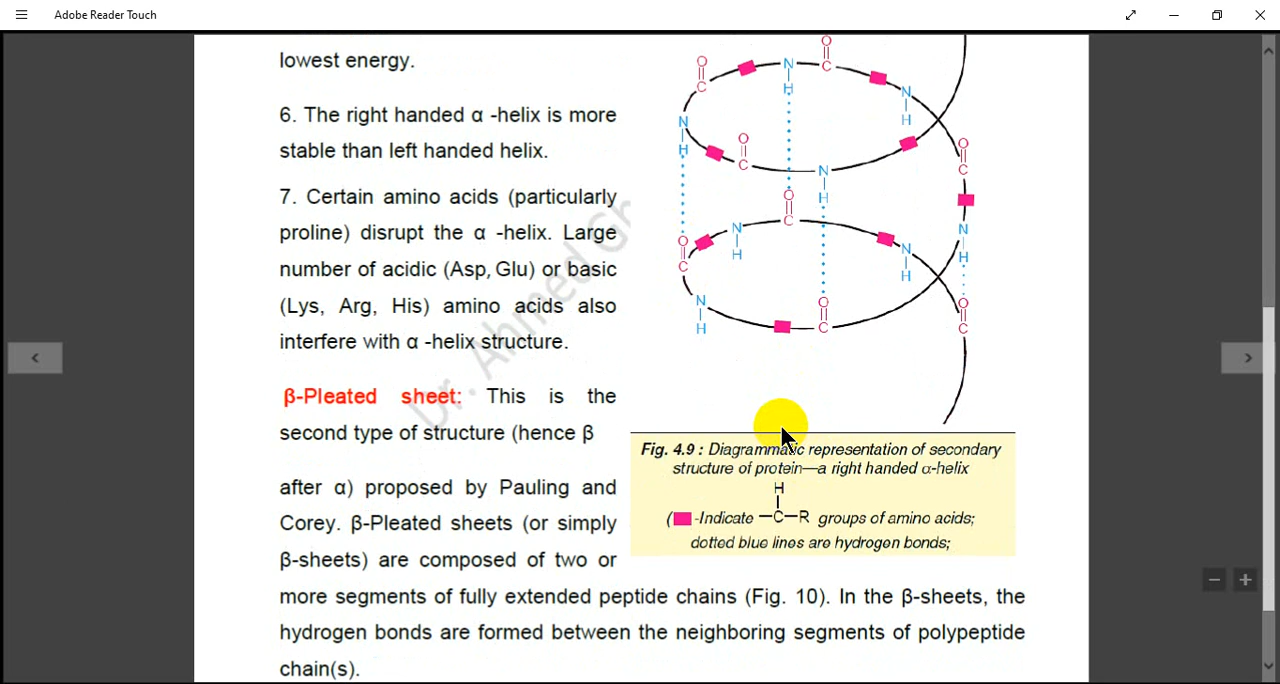 Adobe Reader Touch
lowest energy.
6. The right handed α -helix is more
stable than left handed helix.
7. Certain amino acids (particularly
proline) disrupt the α -helix. Large
number of acidic (Asp, Glu) or basic
(Lys, Arg, His) amino acids also
interfere with α -helix structure.
β-Pleated sheet: This is the
second type of structure (hence β
after α) proposed by Pauling and
Corey. β-Pleated sheets (or simply
β-sheets) are composed of two or
more segments of fully extended peptide chains (Fig. 10). In the β-sheets, the
hydrogen bonds are formed between the neighboring segments of polypeptide
chain(s).
O
C
N
H
O
C
N
H
N
H
O
C
N
H
O
C
N
H
O
C
N
H
O
C
N
H
N
H
O
C
O
C
Fig. 4.9 : Diagrammatic representation of secondary
structure of protein—a right handed α-helix
H
( -Indicate —C—R groups of amino acids;
dotted blue lines are hydrogen bonds;
Dr. Ahmed Gh